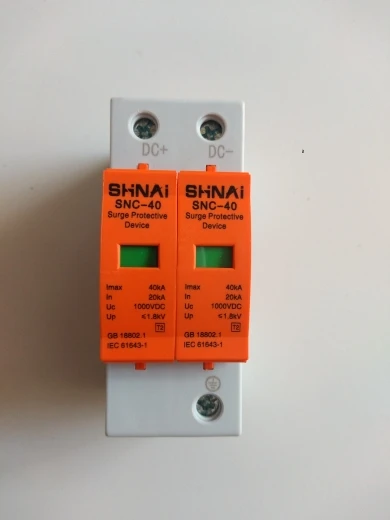 DC+ DC-
SHNAi SHNAi
SNC-40 SNC-40
Surge Protective Surge Protective
Device Device
Imax 40kA Imax 40kA
In 20kA In 20kA
Uc 1000VDC Uc 1000VDC
Up ≤1.8kV Up ≤1.8kV
T2 T2
GB 18802.1 GB 18802.1
IEC 61643-1 IEC 61643-1